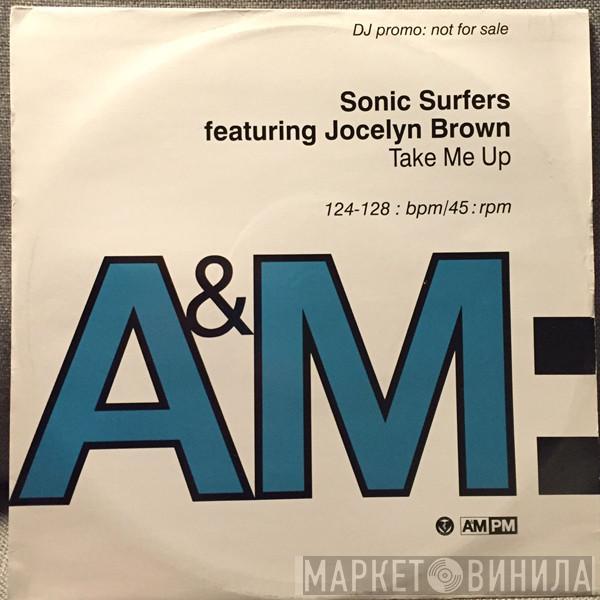 DJ promo: not for sale
Sonic Surfers
featuring Jocelyn Brown
Take Me Up
124-128 : bpm/45 : rpm
A&M:
AM PM
МАРКЕТ ВИНИЛА